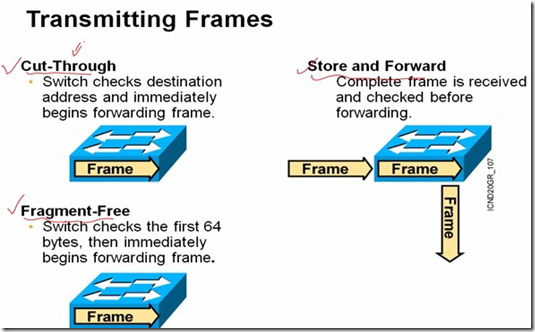 Transmitting Frames
Cut-Through
• Switch checks destination
address and immediately
begins forwarding frame.
Frame
Fragment-Free
• Switch checks the first 64
bytes, then immediately
begins forwarding frame.
Frame
Store and Forward
Complete frame is received
and checked before
forwarding.
Frame
Frame
Frame
ICND20GR_107